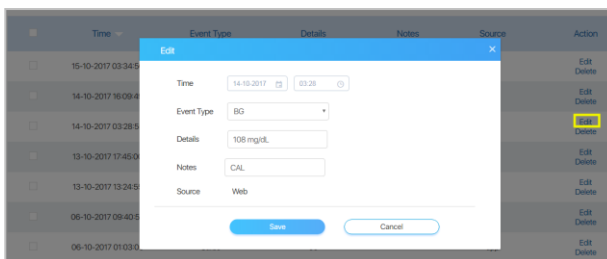 Time Event Type Details Notes Source Action
Edit ×
15-10-2017 03:34:5 Edit
Delete
Time 14-10-2017 03:28
14-10-2017 16:09:4 Edit
Delete
Event Type BG
14-10-2017 03:28:5 Edit
Delete
Details 108 mg/dL
13-10-2017 17:45:0 Edit
Delete
Notes CAL
13-10-2017 13:24:5 Edit
Delete
Source Web
06-10-2017 09:40:5 Edit
Delete
Save Cancel
06-10-2017 01:03:0 Edit
Delete